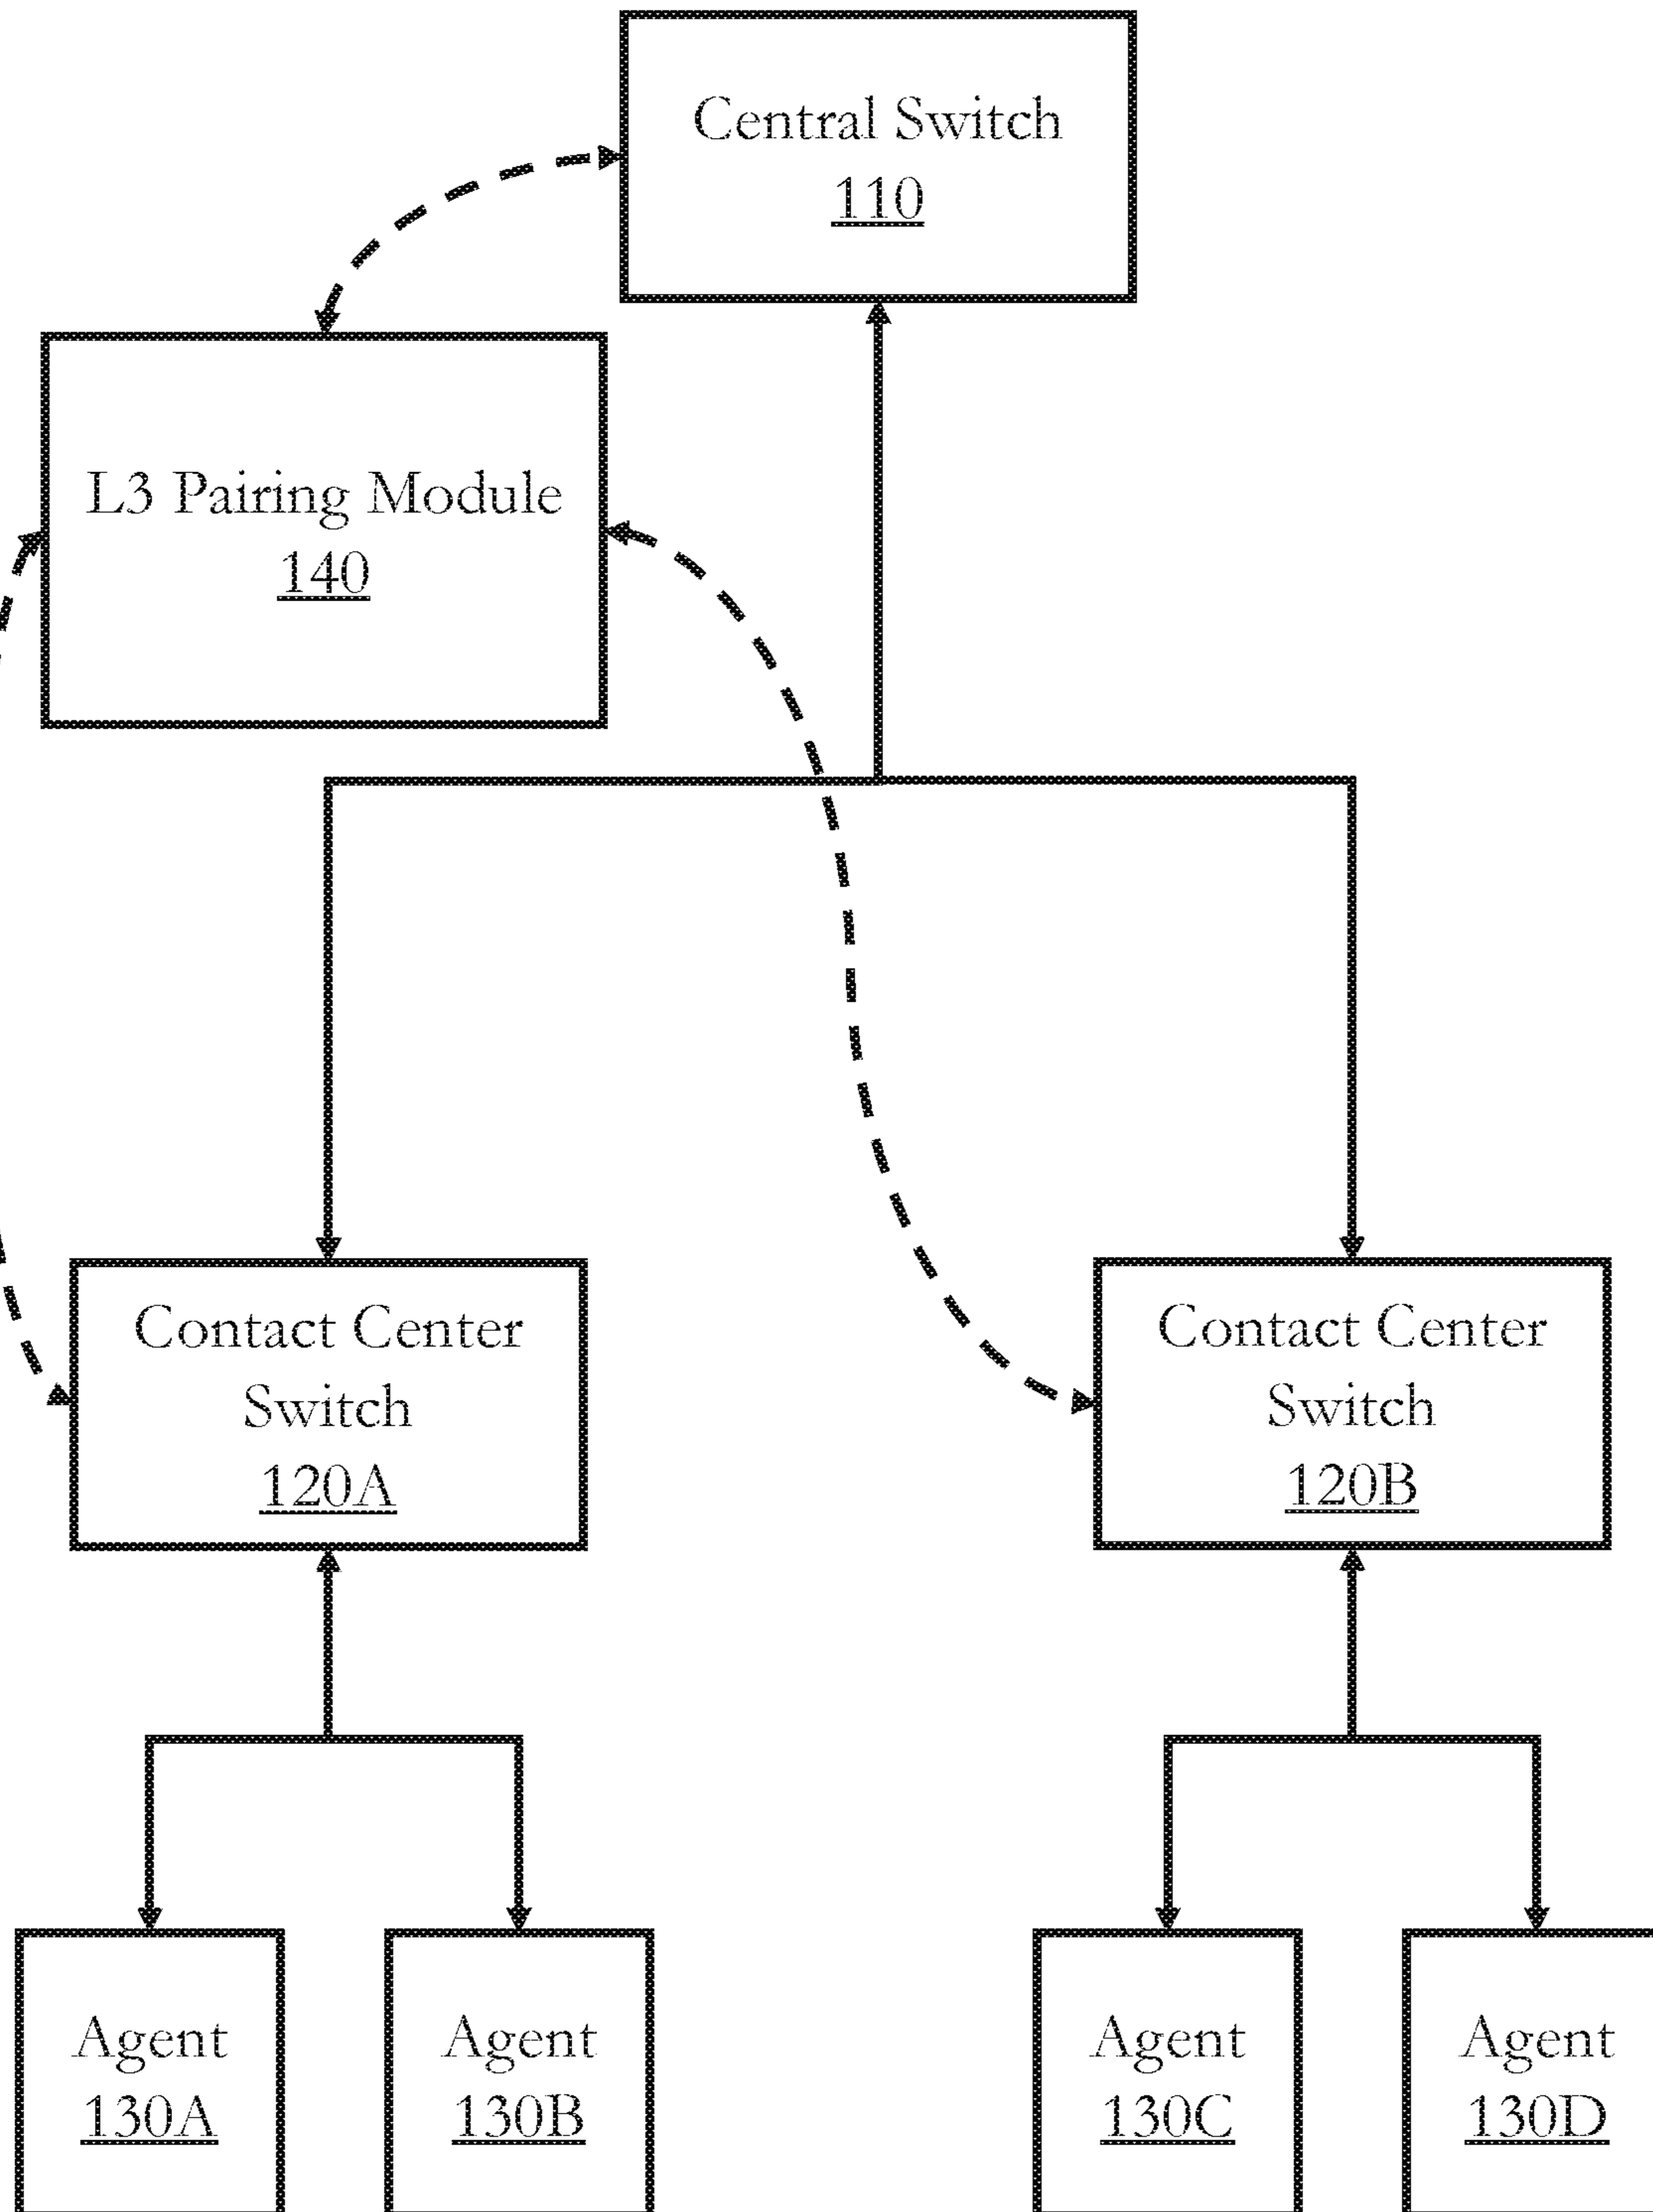 Central Switch
110
L3 Pairing Module
140
Contact Center
Switch
120A
Contact Center
Switch
120B
Agent
130A
Agent
130B
Agent
130C
Agent
130D